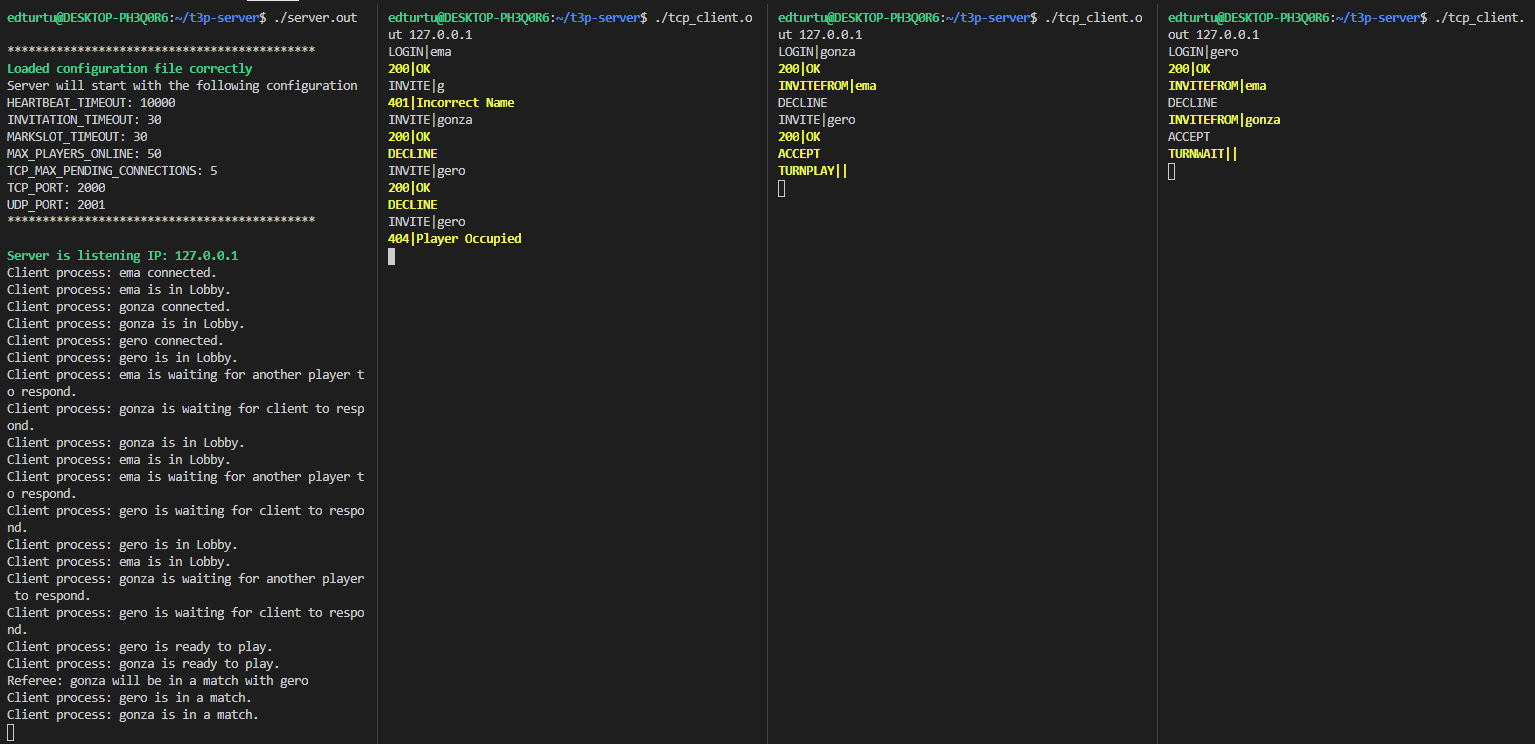 edturtu@DESKTOP-PH3Q0R6:~/t3p-server$ ./server.out
********************************************
Loaded configuration file correctly
Server will start with the following configuration
HEARTBEAT_TIMEOUT: 10000
INVITATION_TIMEOUT: 30
MARKSLOT_TIMEOUT: 30
MAX_PLAYERS_ONLINE: 50
TCP_MAX_PENDING_CONNECTIONS: 5
TCP_PORT: 2000
UDP_PORT: 2001
********************************************
Server is listening IP: 127.0.0.1
Client process: ema connected.
Client process: ema is in Lobby.
Client process: gonza connected.
Client process: gonza is in Lobby.
Client process: gero connected.
Client process: gero is in Lobby.
Client process: ema is waiting for another player t
o respond.
Client process: gonza is waiting for client to resp
ond.
Client process: gonza is in Lobby.
Client process: ema is in Lobby.
Client process: ema is waiting for another player t
o respond.
Client process: gero is waiting for client to respo
nd.
Client process: gero is in Lobby.
Client process: ema is in Lobby.
Client process: gonza is waiting for another player
 to respond.
Client process: gero is waiting for client to respo
nd.
Client process: gero is ready to play.
Client process: gonza is ready to play.
Referee: gonza will be in a match with gero
Client process: gero is in a match.
Client process: gonza is in a match.
edturtu@DESKTOP-PH3Q0R6:~/t3p-server$ ./tcp_client.o
ut 127.0.0.1
LOGIN|ema
200|OK
INVITE|g
401|Incorrect Name
INVITE|gonza
200|OK
DECLINE
INVITE|gero
200|OK
DECLINE
INVITE|gero
404|Player Occupied
edturtu@DESKTOP-PH3Q0R6:~/t3p-server$ ./tcp_client.o
ut 127.0.0.1
LOGIN|gonza
200|OK
INVITEFROM|ema
DECLINE
INVITE|gero
200|OK
ACCEPT
TURNPLAY||
edturtu@DESKTOP-PH3Q0R6:~/t3p-server$ ./tcp_client.
out 127.0.0.1
LOGIN|gero
200|OK
INVITEFROM|ema
DECLINE
INVITEFROM|gonza
ACCEPT
TURNWAIT||